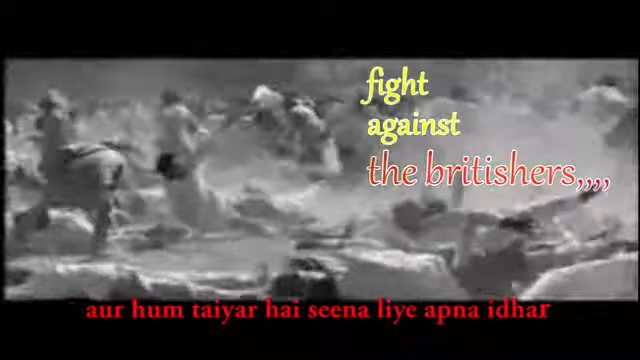 fight
against
the britishers,,,,
aur hum taiyar hai seena liye apna idhar